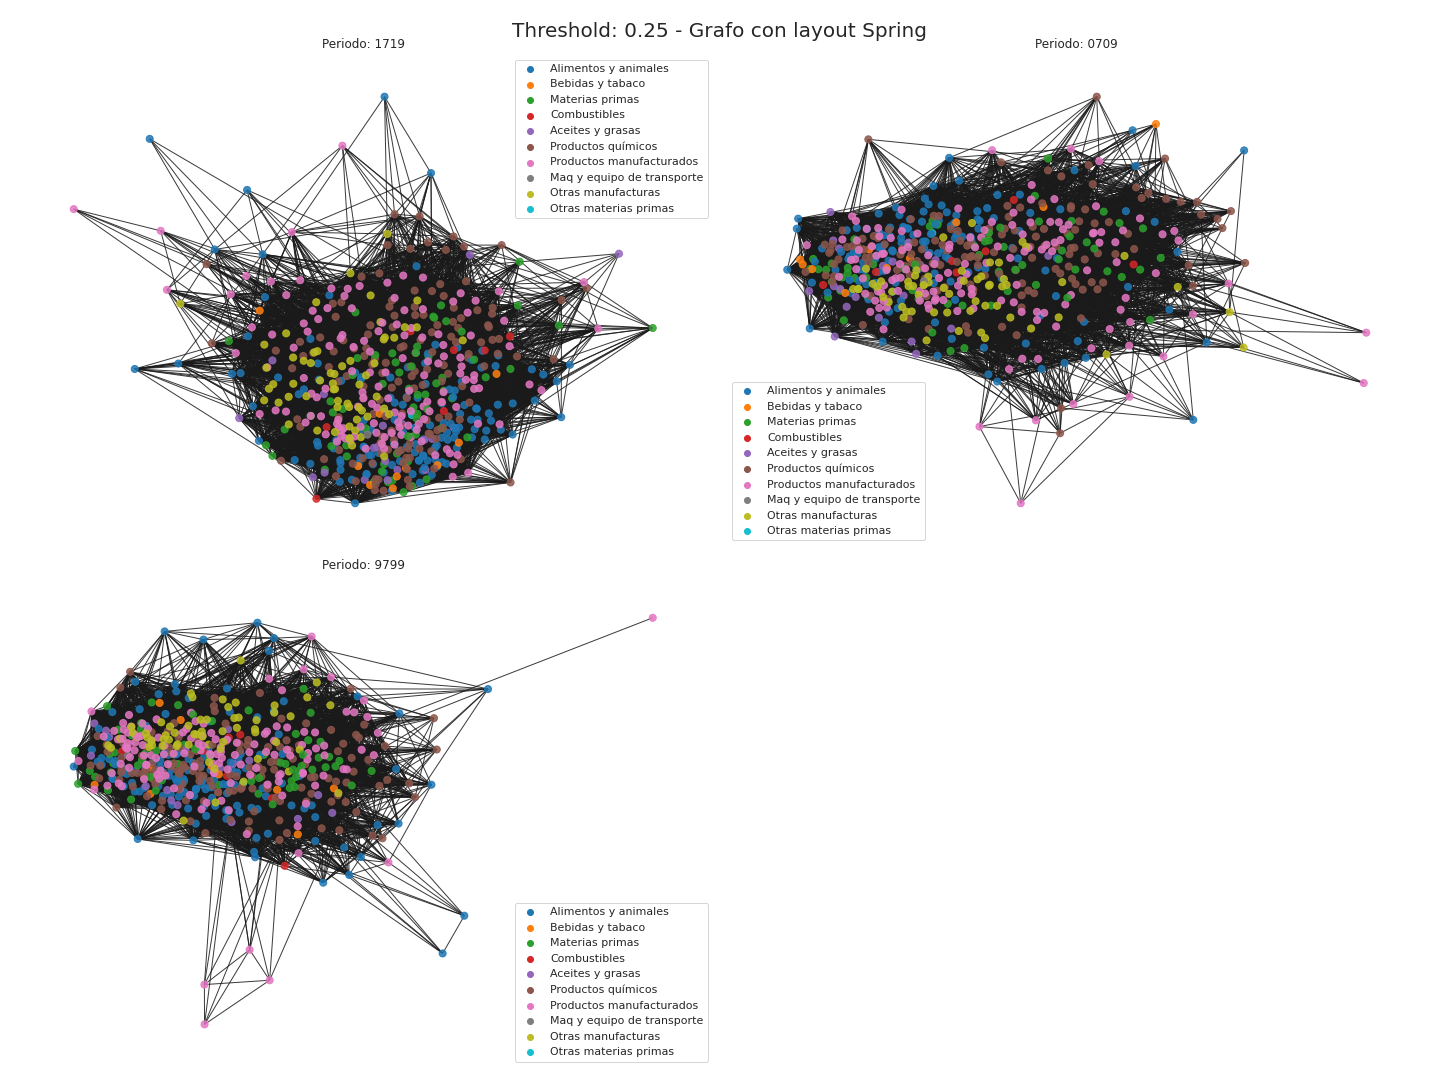 Threshold: 0.25 - Grafo con layout Spring
Periodo: 1719
Alimentos y animales
Bebidas y tabaco
Materias primas
Combustibles
Aceites y grasas
Productos químicos
Productos manufacturados
Maq y equipo de transporte
Otras manufacturas
Otras materias primas
Periodo: 0709
Alimentos y animales
Bebidas y tabaco
Materias primas
Combustibles
Aceites y grasas
Productos químicos
Productos manufacturados
Maq y equipo de transporte
Otras manufacturas
Otras materias primas
Periodo: 9799
Alimentos y animales
Bebidas y tabaco
Materias primas
Combustibles
Aceites y grasas
Productos químicos
Productos manufacturados
Maq y equipo de transporte
Otras manufacturas
Otras materias primas